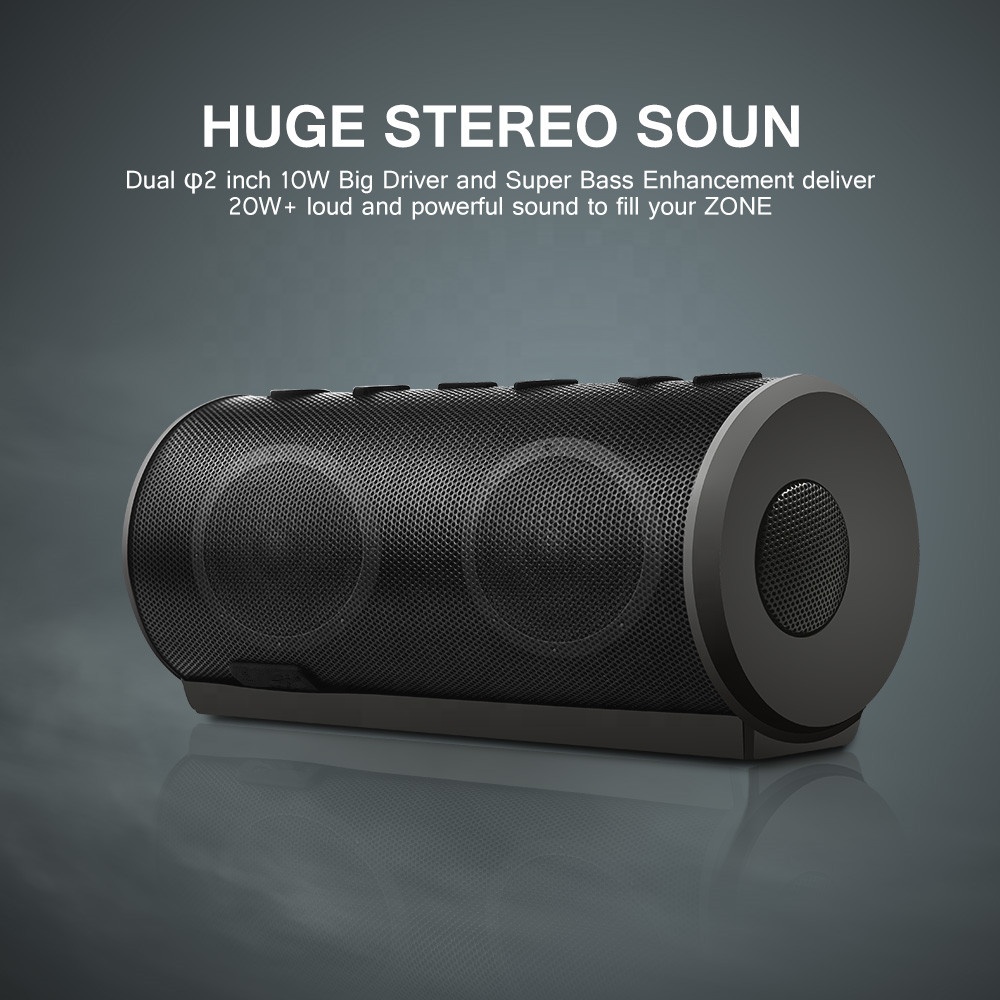 HUGE STEREO SOUN
Dual φ2 inch 10W Big Driver and Super Bass Enhancement deliver
20W+ loud and powerful sound to fill your ZONE